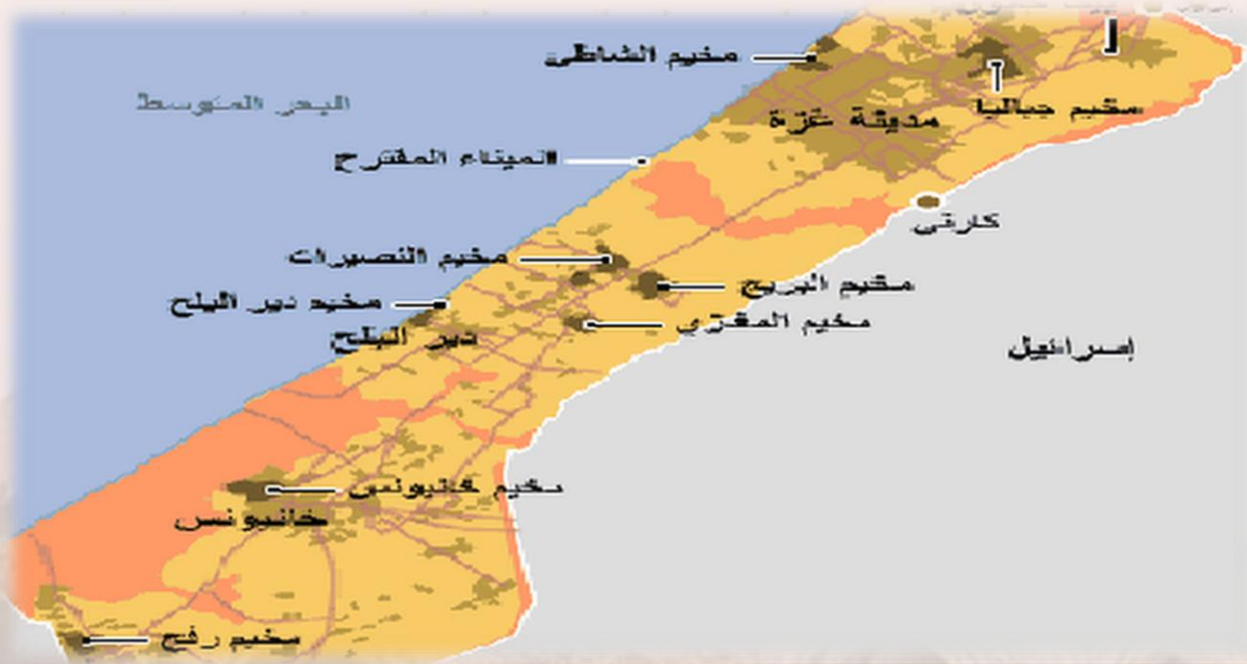 مخيم الشاطئ
البحر المتوسط
مخيم جباليا
مدينة غزة
الميناء المقترح
كارني
مخيم النصيرات
مخيم البريج
مخيم دير البلح
مخيم المغازي
دير البلح
إسرائيل
مخيم خانيونس
خانيونس
مخيم رفح